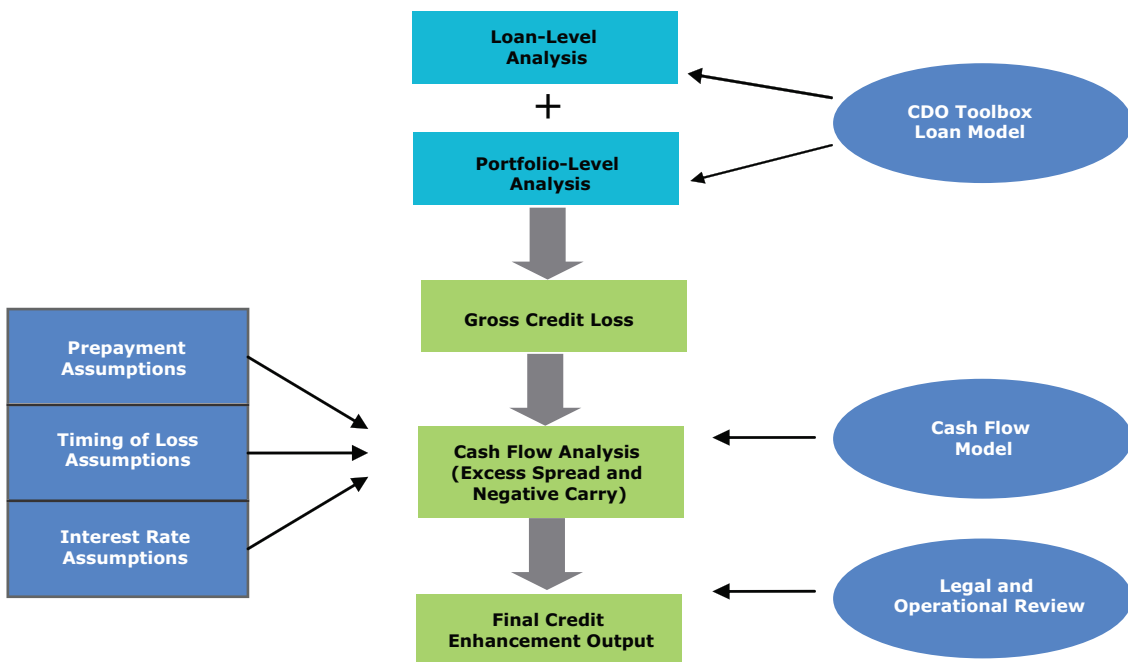 Loan-Level
Analysis
+
Portfolio-Level
Analysis
CDO Toolbox
Loan Model
Gross Credit Loss
Prepayment
Assumptions
Timing of Loss
Assumptions
Interest Rate
Assumptions
Cash Flow Analysis
(Excess Spread and
Negative Carry)
Cash Flow
Model
Final Credit
Enhancement Output
Legal and
Operational Review